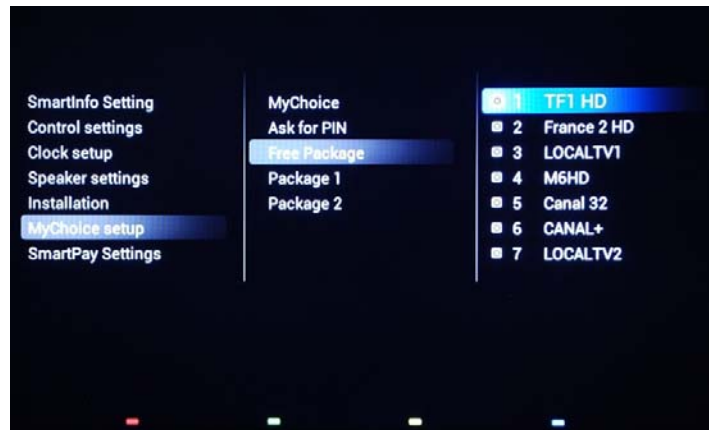 SmartInfo Setting
Control settings
Clock setup
Speaker settings
Installation
MyChoice setup
SmartPay Settings
MyChoice
Ask for PIN
Free Package
Package 1
Package 2
1 TF1 HD
2 France 2 HD
3 LOCALTV1
4 M6HD
5 Canal 32
6 CANAL+
7 LOCALTV2